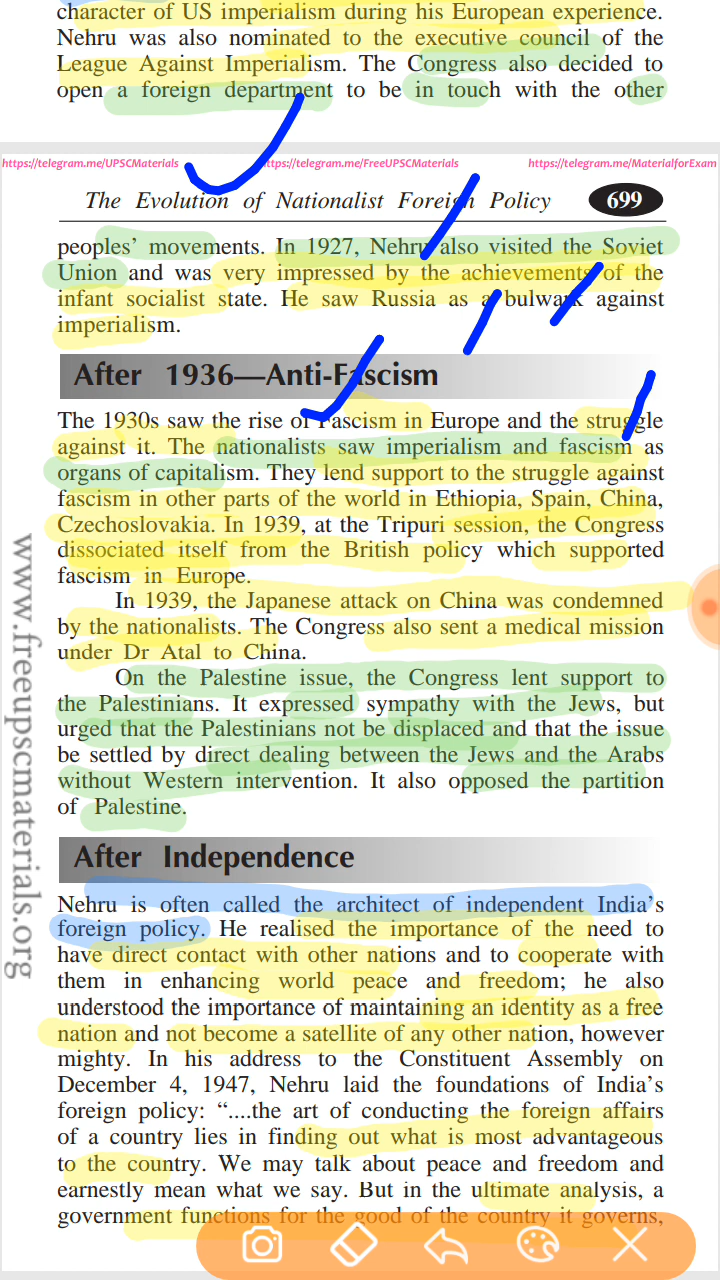 character of US imperialism during his European experience.
Nehru was also nominated to the executive council of the
League Against Imperialism. The Congress also decided to
open a foreign department to be in touch with the other
https://telegram.me/UPSCMaterials https://telegram.me/FreeUPSCMaterials https://telegram.me/MaterialforExam
The Evolution of Nationalist Foreign Policy 699
peoples’ movements. In 1927, Nehru also visited the Soviet
Union and was very impressed by the achievements of the
infant socialist state. He saw Russia as a bulwark against
imperialism.
After 1936—Anti-Fascism
The 1930s saw the rise of Fascism in Europe and the struggle
against it. The nationalists saw imperialism and fascism as
organs of capitalism. They lend support to the struggle against
fascism in other parts of the world in Ethiopia, Spain, China,
Czechoslovakia. In 1939, at the Tripuri session, the Congress
dissociated itself from the British policy which supported
fascism in Europe.
In 1939, the Japanese attack on China was condemned
by the nationalists. The Congress also sent a medical mission
under Dr Atal to China.
On the Palestine issue, the Congress lent support to
the Palestinians. It expressed sympathy with the Jews, but
urged that the Palestinians not be displaced and that the issue
be settled by direct dealing between the Jews and the Arabs
without Western intervention. It also opposed the partition
of Palestine.
After Independence
Nehru is often called the architect of independent India’s
foreign policy. He realised the importance of the need to
have direct contact with other nations and to cooperate with
them in enhancing world peace and freedom; he also
understood the importance of maintaining an identity as a free
nation and not become a satellite of any other nation, however
mighty. In his address to the Constituent Assembly on
December 4, 1947, Nehru laid the foundations of India’s
foreign policy: “....the art of conducting the foreign affairs
of a country lies in finding out what is most advantageous
to the country. We may talk about peace and freedom and
earnestly mean what we say. But in the ultimate analysis, a
government functions for the good of the country it governs,
www.freeupscmaterials.org